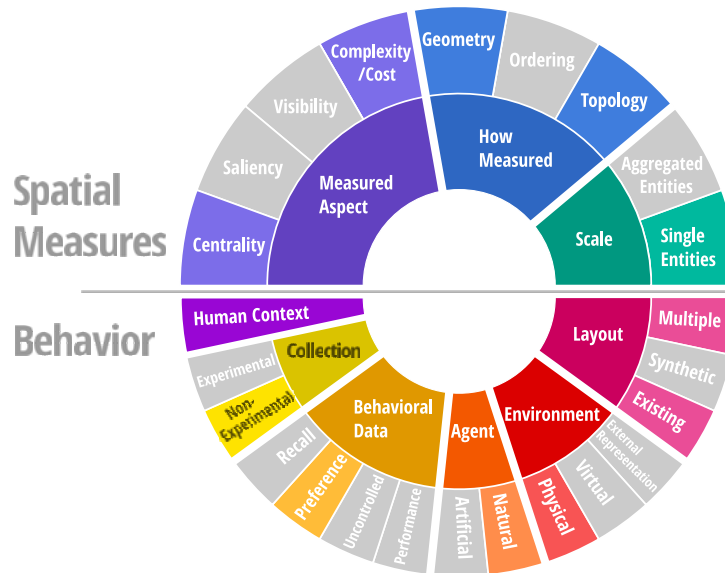 Spatial
Measures
Behavior
Centrality
Saliency
Visibility
Complexity
/Cost
Measured
Aspect
Geometry
Ordering
Topology
How
Measured
Aggregated
Entities
Single
Entities
Scale
Human Context
Experimental
Non-
Experimental
Collection
Recall
Preference
Uncontrolled
Performance
Behavioral
Data
Artificial
Natural
Agent
Physical
Virtual
External
Representation
Environment
Existing
Synthetic
Multiple
Layout